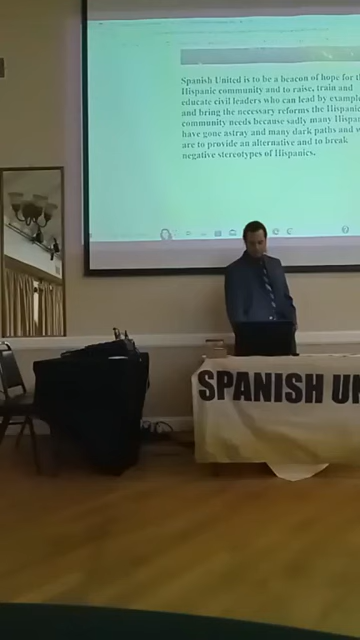 Spanish United is to be a beacon of hope for th
Hispanic community and to raise, train and
educate civil leaders who can lead by example
and bring the necessary reforms the Hispanic
community needs because sadly many Hispan
have gone astray and many dark paths and w
are to provide an alternative and to break
negative stereotypes of Hispanics.
SPANISH UN